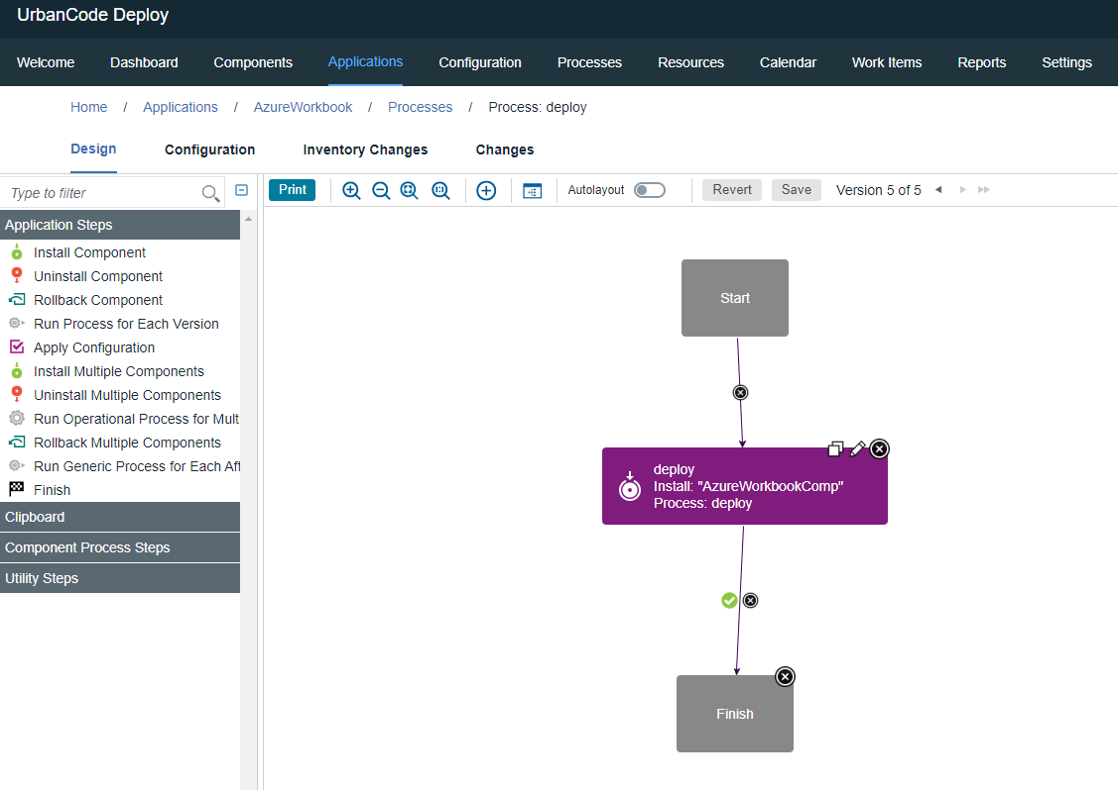 UrbanCode Deploy
Welcome Dashboard Components Applications Configuration Processes Resources Calendar Work Items Reports Settings
Home / Applications / AzureWorkbook / Processes / Process: deploy
Design Configuration Inventory Changes Changes
Type to filter
Print Autolayout Revert Save Version 5 of 5
Application Steps
Install Component
Uninstall Component
Rollback Component
Run Process for Each Version
Apply Configuration
Install Multiple Components
Uninstall Multiple Components
Run Operational Process for Mult
Rollback Multiple Components
Run Generic Process for Each Aff
Finish
Clipboard
Component Process Steps
Utility Steps
Start
deploy
Install: "AzureWorkbookComp"
Process: deploy
Finish